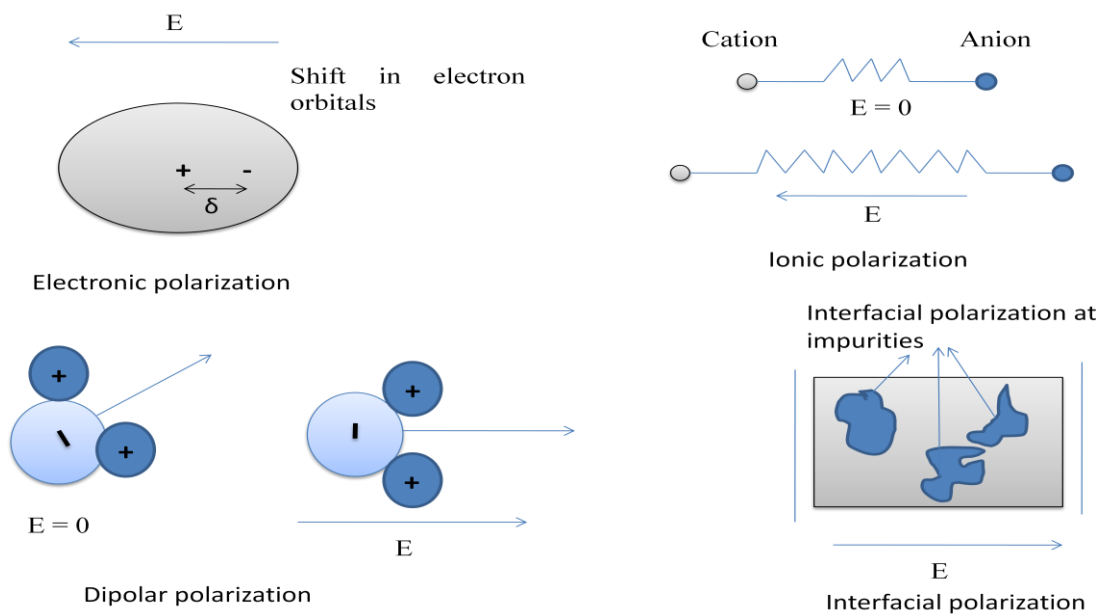 E
Shift in electron
orbitals
+ -
δ
Electronic polarization
Cation Anion
E = 0
E
Ionic polarization
+
-
+
E = 0
+
-
+
E
Dipolar polarization
Interfacial polarization at
impurities
E
Interfacial polarization